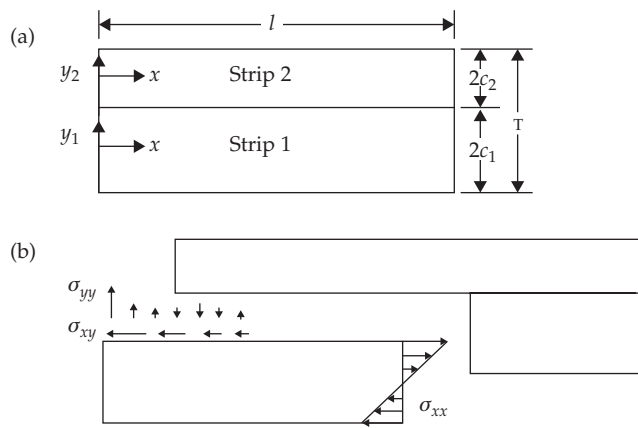 (a)
l
y₂
x
Strip 2
2c₂
T
y₁
x
Strip 1
2c₁
(b)
σyy
σxy
σxx